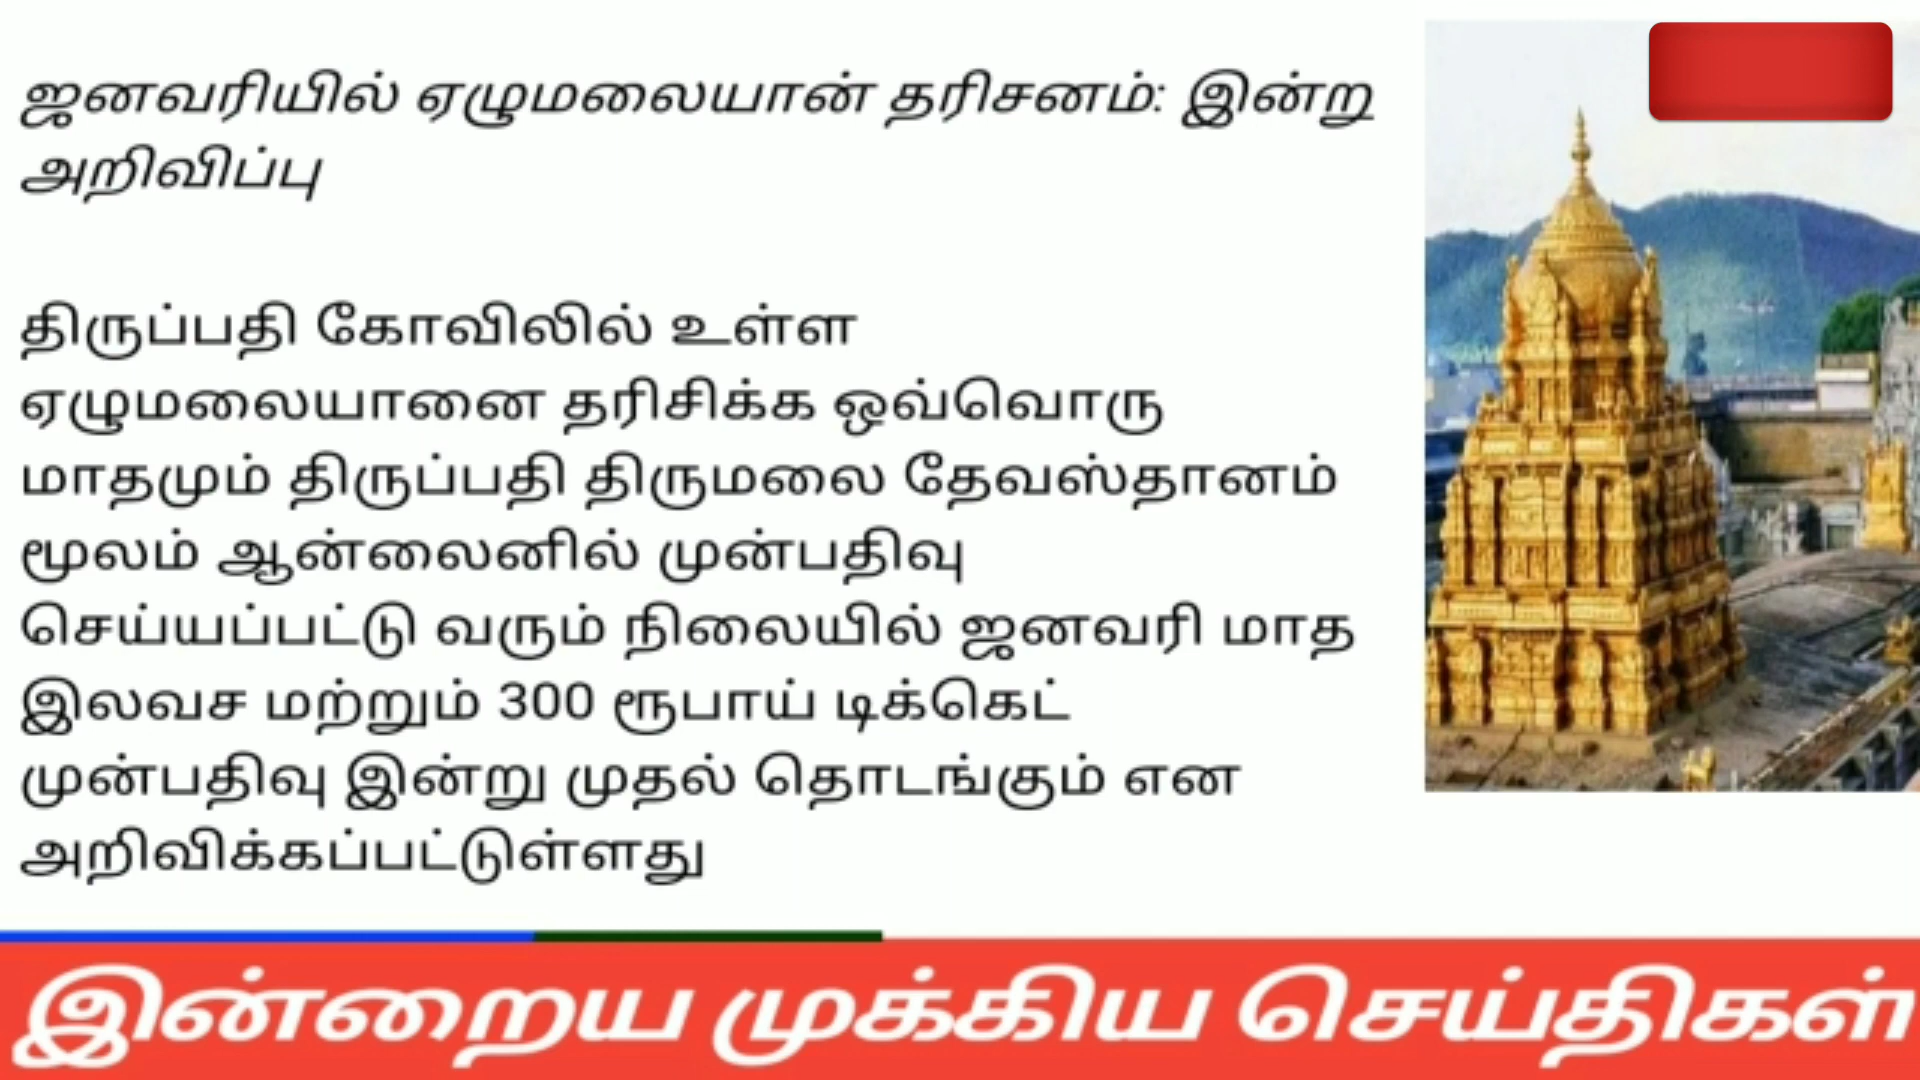 ஜனவரியில் ஏழுமலையான் தரிசனம்: இன்று
அறிவிப்பு
திருப்பதி கோவிலில் உள்ள
ஏழுமலையானை தரிசிக்க ஒவ்வொரு
மாதமும் திருப்பதி திருமலை தேவஸ்தானம்
மூலம் ஆன்லைனில் முன்பதிவு
செய்யப்பட்டு வரும் நிலையில் ஜனவரி மாத
இலவச மற்றும் 300 ரூபாய் டிக்கெட்
முன்பதிவு இன்று முதல் தொடங்கும் என
அறிவிக்கப்பட்டுள்ளது
இன்றைய முக்கிய செய்திகள்